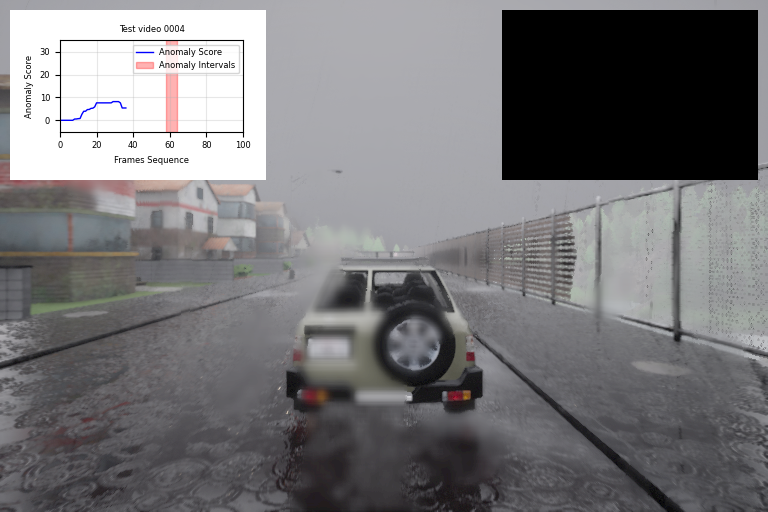 Test video 0004
Anomaly Score
Anomaly Intervals
30
20
10
0
Anomaly Score
0 20 40 60 80 100
Frames Sequence